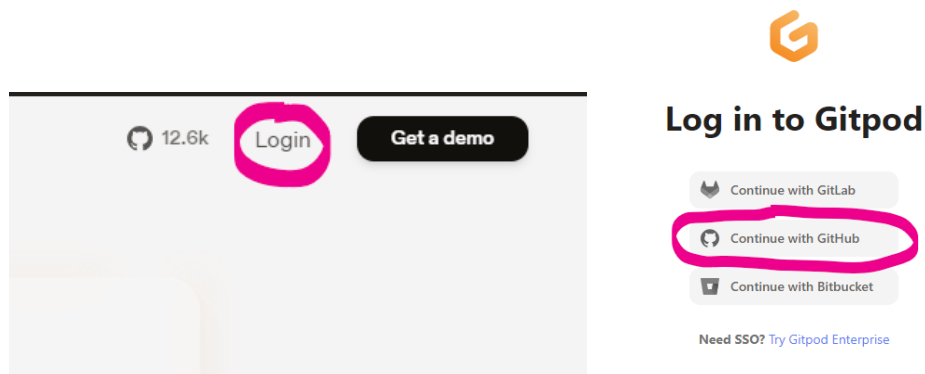 12.6k Login Get a demo
Log in to Gitpod
Continue with GitLab
Continue with GitHub
Continue with Bitbucket
Need SSO? Try Gitpod Enterprise